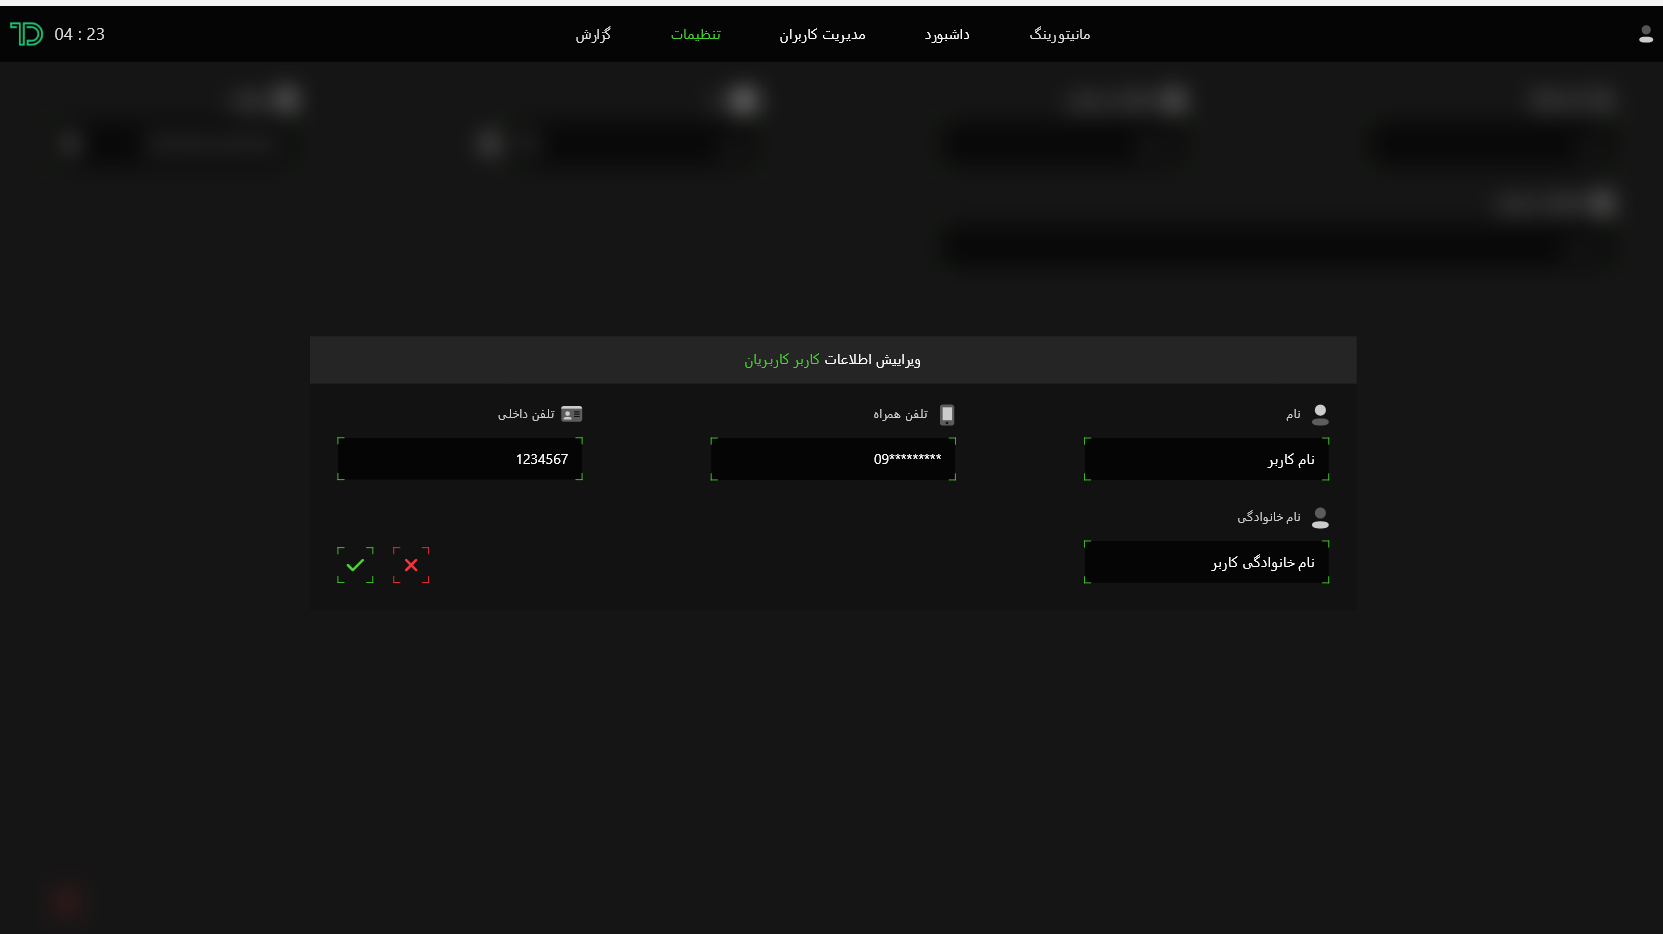 مانیتورینگ
داشبورد
مدیریت کاربران
تنظیمات
گزارش
04 : 23
ویراییش اطلاعات کاربر کاربریان
نام
تلفن همراه
تلفن داخلی
نام کاربر
09*********
1234567
نام خانوادگی
نام خانوادگی کاربر